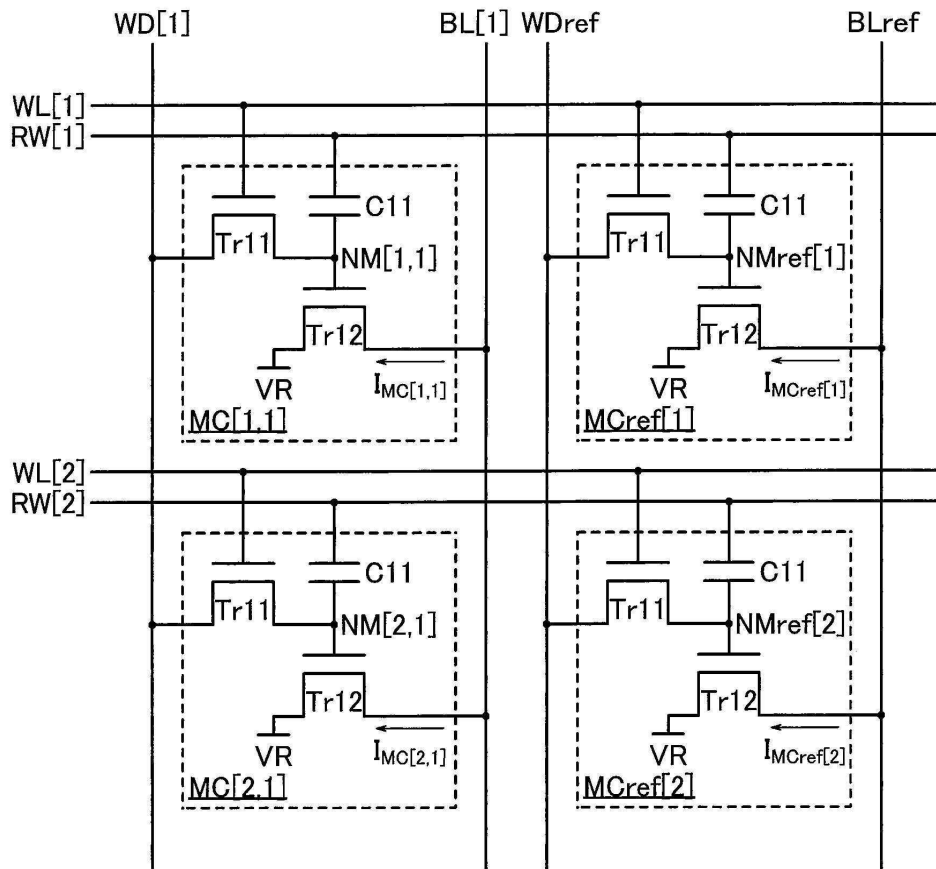 WD[1] BL[1] WDref BLref
WL[1]
RW[1]
C11 C11
Tr11 NM[1,1] Tr11 NMref[1]
Tr12 Tr12
VR I_MC[1,1] VR I_MCref[1]
MC[1,1] MCref[1]
WL[2]
RW[2]
C11 C11
Tr11 NM[2,1] Tr11 NMref[2]
Tr12 Tr12
VR I_MC[2,1] VR I_MCref[2]
MC[2,1] MCref[2]